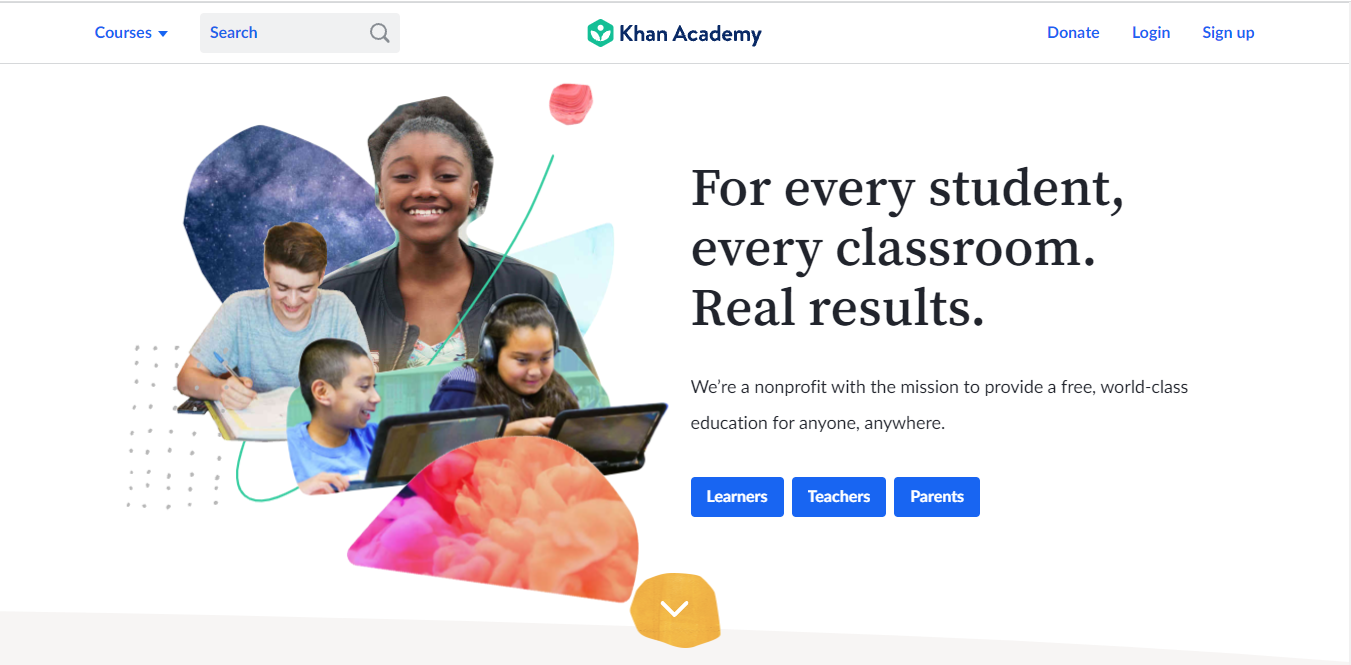 Courses
Search
Khan Academy
Donate
Login
Sign up
For every student,
every classroom.
Real results.
We’re a nonprofit with the mission to provide a free, world-class
education for anyone, anywhere.
Learners
Teachers
Parents